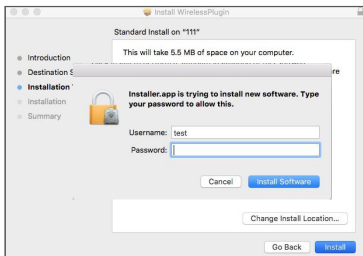 Install WirelessPlugin
Standard Install on "111"
Introduction
Destination S
Installation
Installation
Summary
This will take 5.5 MB of space on your computer.
re
Installer.app is trying to install new software. Type
your password to allow this.
Username: test
Password:
Cancel Install Software
Change Install Location...
Go Back Install